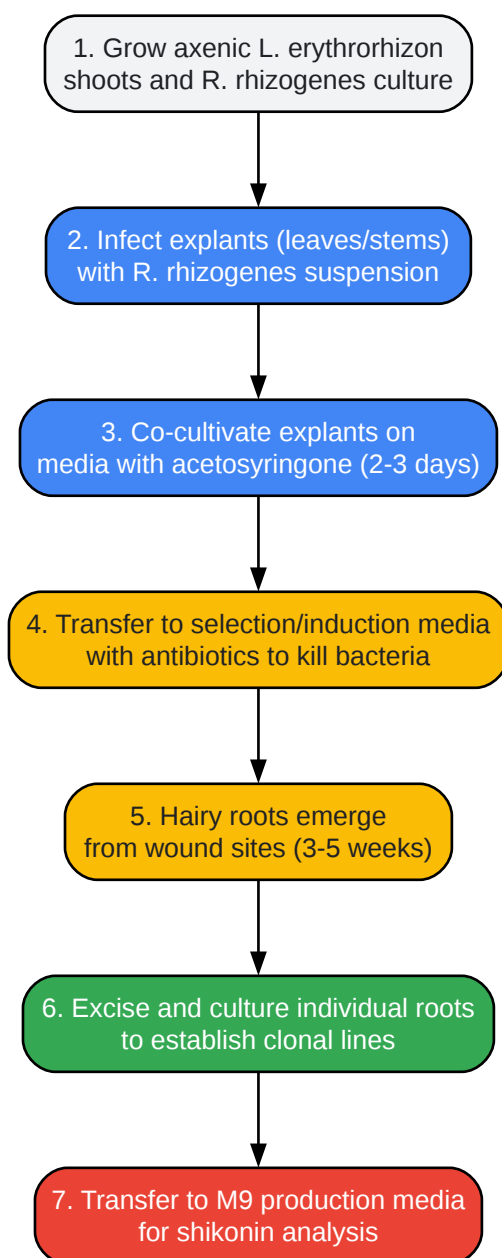 1. Grow axenic L. erythrorhizon
shoots and R. rhizogenes culture
2. Infect explants (leaves/stems)
with R. rhizogenes suspension
3. Co-cultivate explants on
media with acetosyringone (2-3 days)
4. Transfer to selection/induction media
with antibiotics to kill bacteria
5. Hairy roots emerge
from wound sites (3-5 weeks)
6. Excise and culture individual roots
to establish clonal lines
7. Transfer to M9 production media
for shikonin analysis